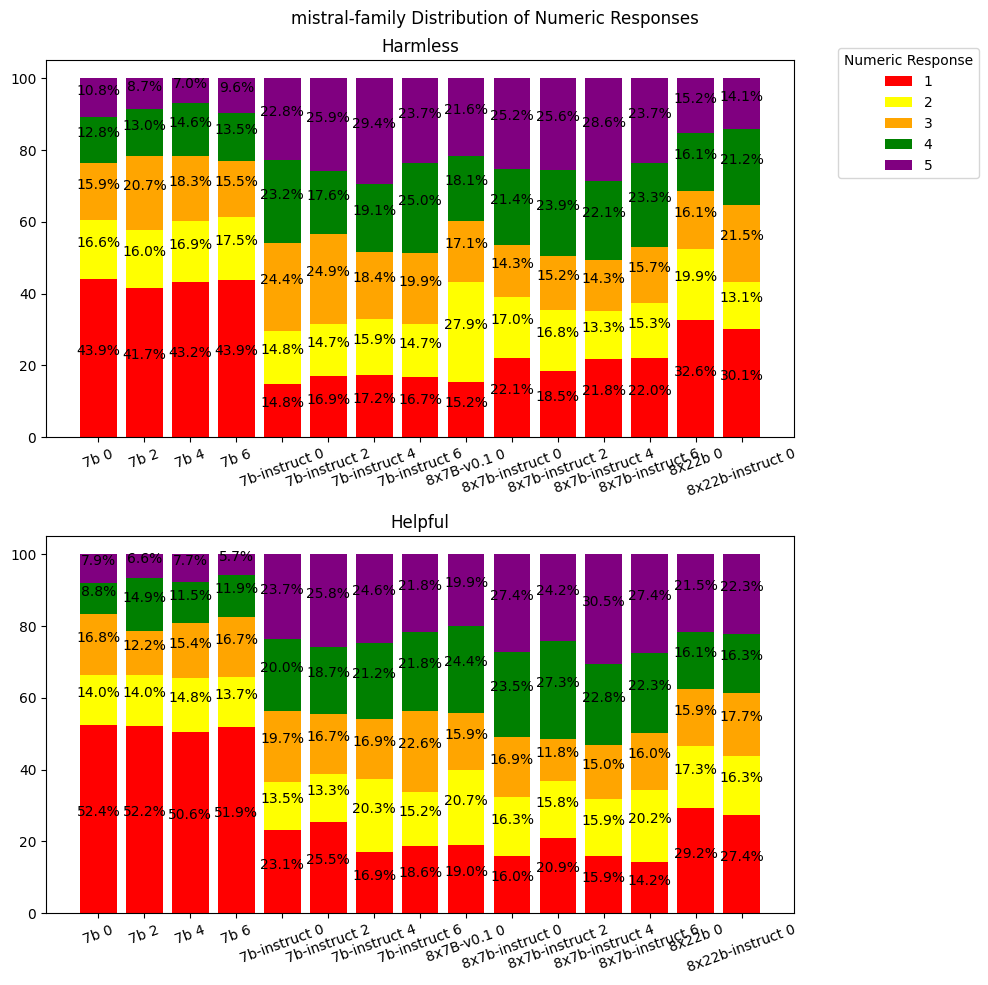 mistral-family Distribution of Numeric Responses
Harmless
Numeric Response
1
2
3
4
5
100
80
60
40
20
0
10.8% 8.7% 7.0% 9.6% 22.8% 25.9% 29.4% 23.7% 21.6% 25.2% 25.6% 28.6% 23.7% 15.2% 14.1%
12.8% 13.0% 14.6% 13.5% 23.2% 17.6% 19.1% 25.0% 18.1% 21.4% 23.9% 22.1% 23.3% 16.1% 21.2%
15.9% 20.7% 18.3% 15.5% 24.4% 24.9% 18.4% 19.9% 17.1% 14.3% 15.2% 14.3% 15.7% 16.1% 21.5%
16.6% 16.0% 16.9% 17.5% 14.8% 14.7% 15.9% 14.7% 27.9% 17.0% 16.8% 13.3% 15.3% 19.9% 13.1%
43.9% 41.7% 43.2% 43.9% 14.8% 16.9% 17.2% 16.7% 15.2% 22.1% 18.5% 21.8% 22.0% 32.6% 30.1%
7b 0 7b 2 7b 4 7b 6 7b-instruct 0 7b-instruct 2 7b-instruct 4 7b-instruct 6 8x7B-v0.1 0 8x7b-instruct 0 8x7b-instruct 2 8x7b-instruct 4 8x7b-instruct 6 8x22b 0 8x22b-instruct 0
Helpful
100
80
60
40
20
0
7.9% 6.6% 7.7% 5.7% 23.7% 25.8% 24.6% 21.8% 19.9% 27.4% 24.2% 30.5% 27.4% 21.5% 22.3%
8.8% 14.9% 11.5% 11.9% 20.0% 18.7% 21.2% 21.8% 24.4% 23.5% 27.3% 22.8% 22.3% 16.1% 16.3%
16.8% 12.2% 15.4% 16.7% 19.7% 16.7% 16.9% 22.6% 15.9% 16.9% 11.8% 15.0% 16.0% 15.9% 17.7%
14.0% 14.0% 14.8% 13.7% 13.5% 13.3% 20.3% 15.2% 20.7% 16.3% 15.8% 15.9% 20.2% 17.3% 16.3%
52.4% 52.2% 50.6% 51.9% 23.1% 25.5% 16.9% 18.6% 19.0% 16.0% 20.9% 15.9% 14.2% 29.2% 27.4%
7b 0 7b 2 7b 4 7b 6 7b-instruct 0 7b-instruct 2 7b-instruct 4 7b-instruct 6 8x7B-v0.1 0 8x7b-instruct 0 8x7b-instruct 2 8x7b-instruct 4 8x7b-instruct 6 8x22b 0 8x22b-instruct 0